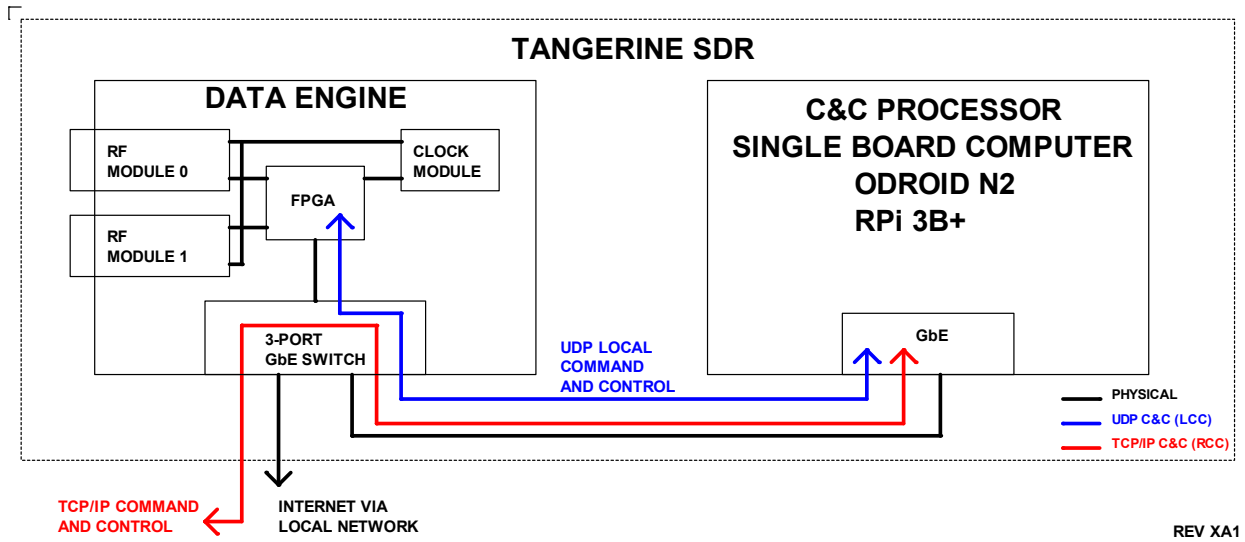 TANGERINE SDR
DATA ENGINE
RF
MODULE 0
CLOCK
MODULE
FPGA
RF
MODULE 1
3-PORT
GbE SWITCH
C&C PROCESSOR
SINGLE BOARD COMPUTER
ODROID N2
RPi 3B+
GbE
UDP LOCAL
COMMAND
AND CONTROL
PHYSICAL
UDP C&C (LCC)
TCP/IP C&C (RCC)
TCP/IP COMMAND
AND CONTROL
INTERNET VIA
LOCAL NETWORK
REV XA1